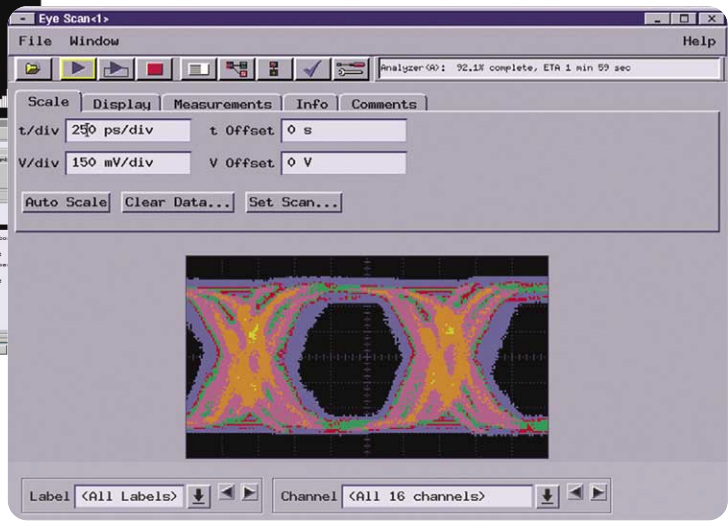 Eye Scan<1>
File Window Help
Analyzer<A>: 92.1% complete, ETA 1 min 59 sec
Scale Display Measurements Info Comments
t/div 250 ps/div t Offset 0 s
V/div 150 mV/div V Offset 0 V
Auto Scale Clear Data... Set Scan...
Label <All Labels> Channel <All 16 channels>